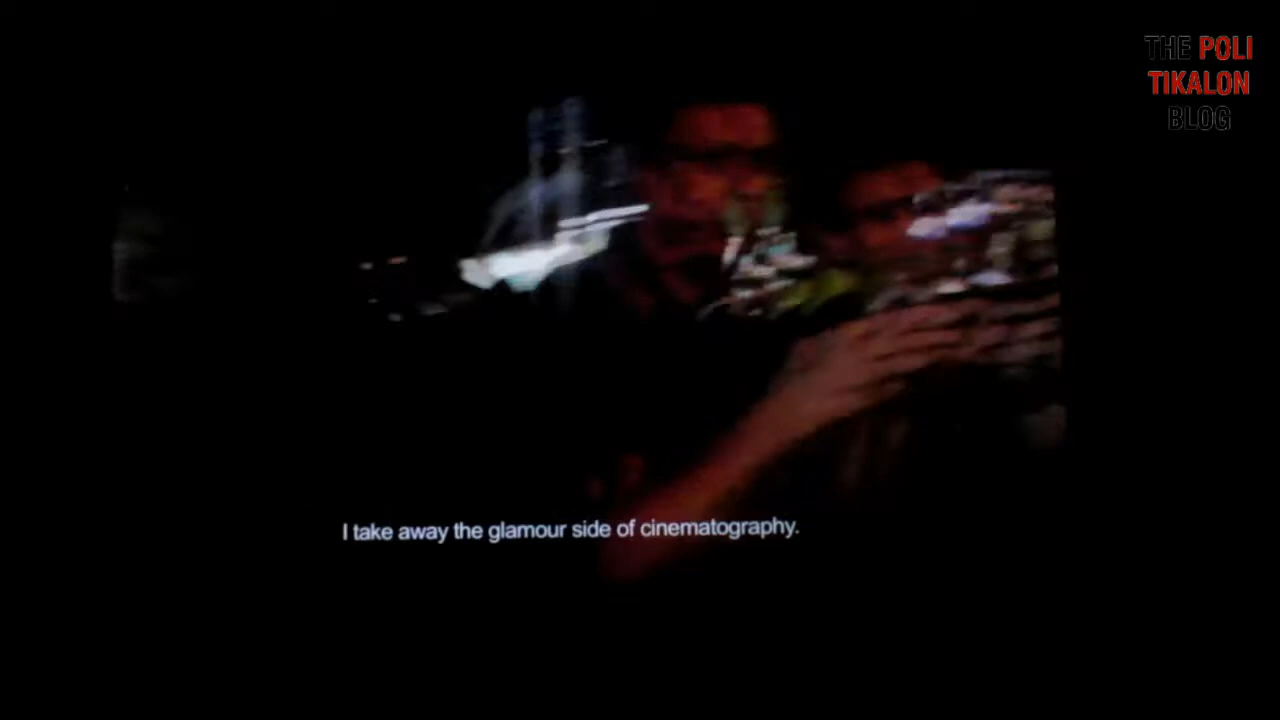 THE POLI
TIKALON
BLOG
I take away the glamour side of cinematography.